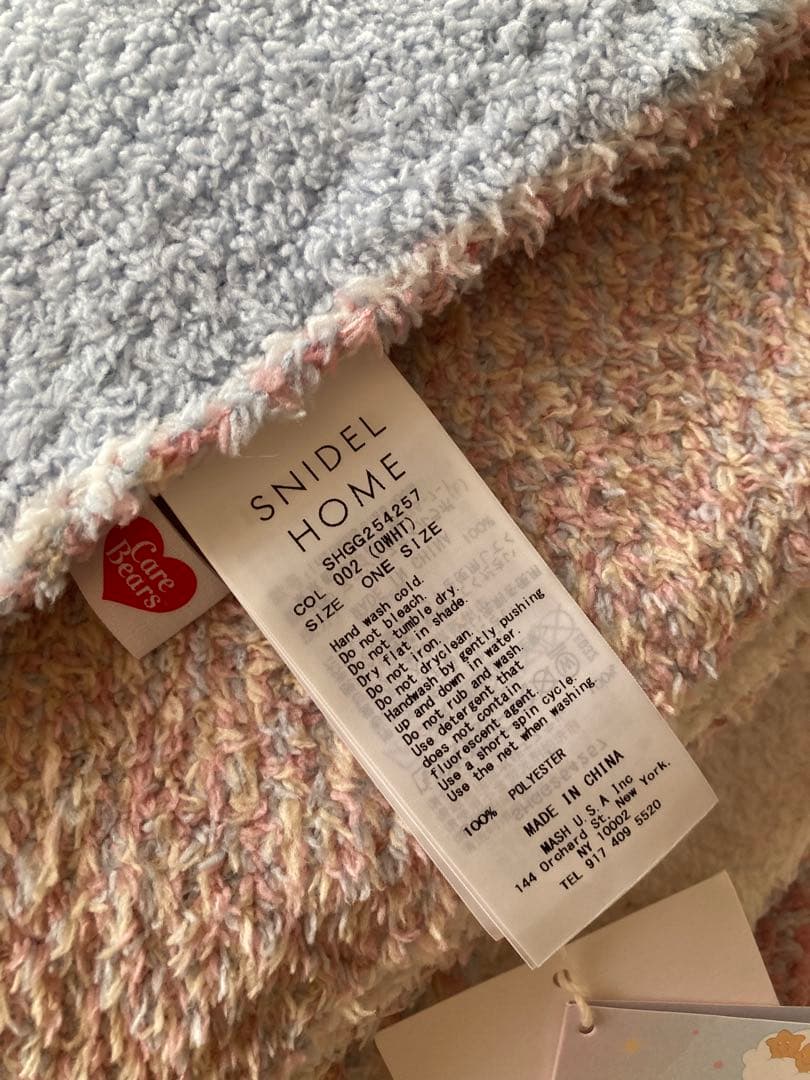 SNIDEL
HOME
SHGG254257
COL 002 (OWHT)
SIZE ONE SIZE
Hand wash cold.
Do not bleach.
Do not tumble dry.
Dry flat in shade.
Do not iron.
Do not dryclean.
Handwash by gently pushing
up and down in water.
Do not rub and wash.
Use detergent that
does not contain
fluorescent agent.
Use a short spin cycle.
Use the net when washing.
100% POLYESTER
MADE IN CHINA
MASH U.S.A Inc
144 Orchard St. New York.
NY 10002
TEL 917 409 5520
Care
Bears